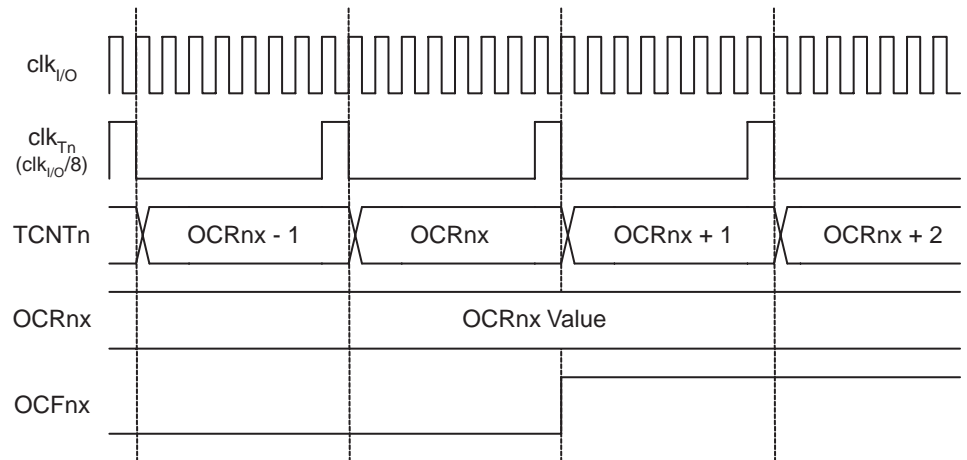 clkI/O
clkTn
(clkI/O/8)
TCNTn
OCRnx - 1
OCRnx
OCRnx + 1
OCRnx + 2
OCRnx
OCRnx Value
OCFnx